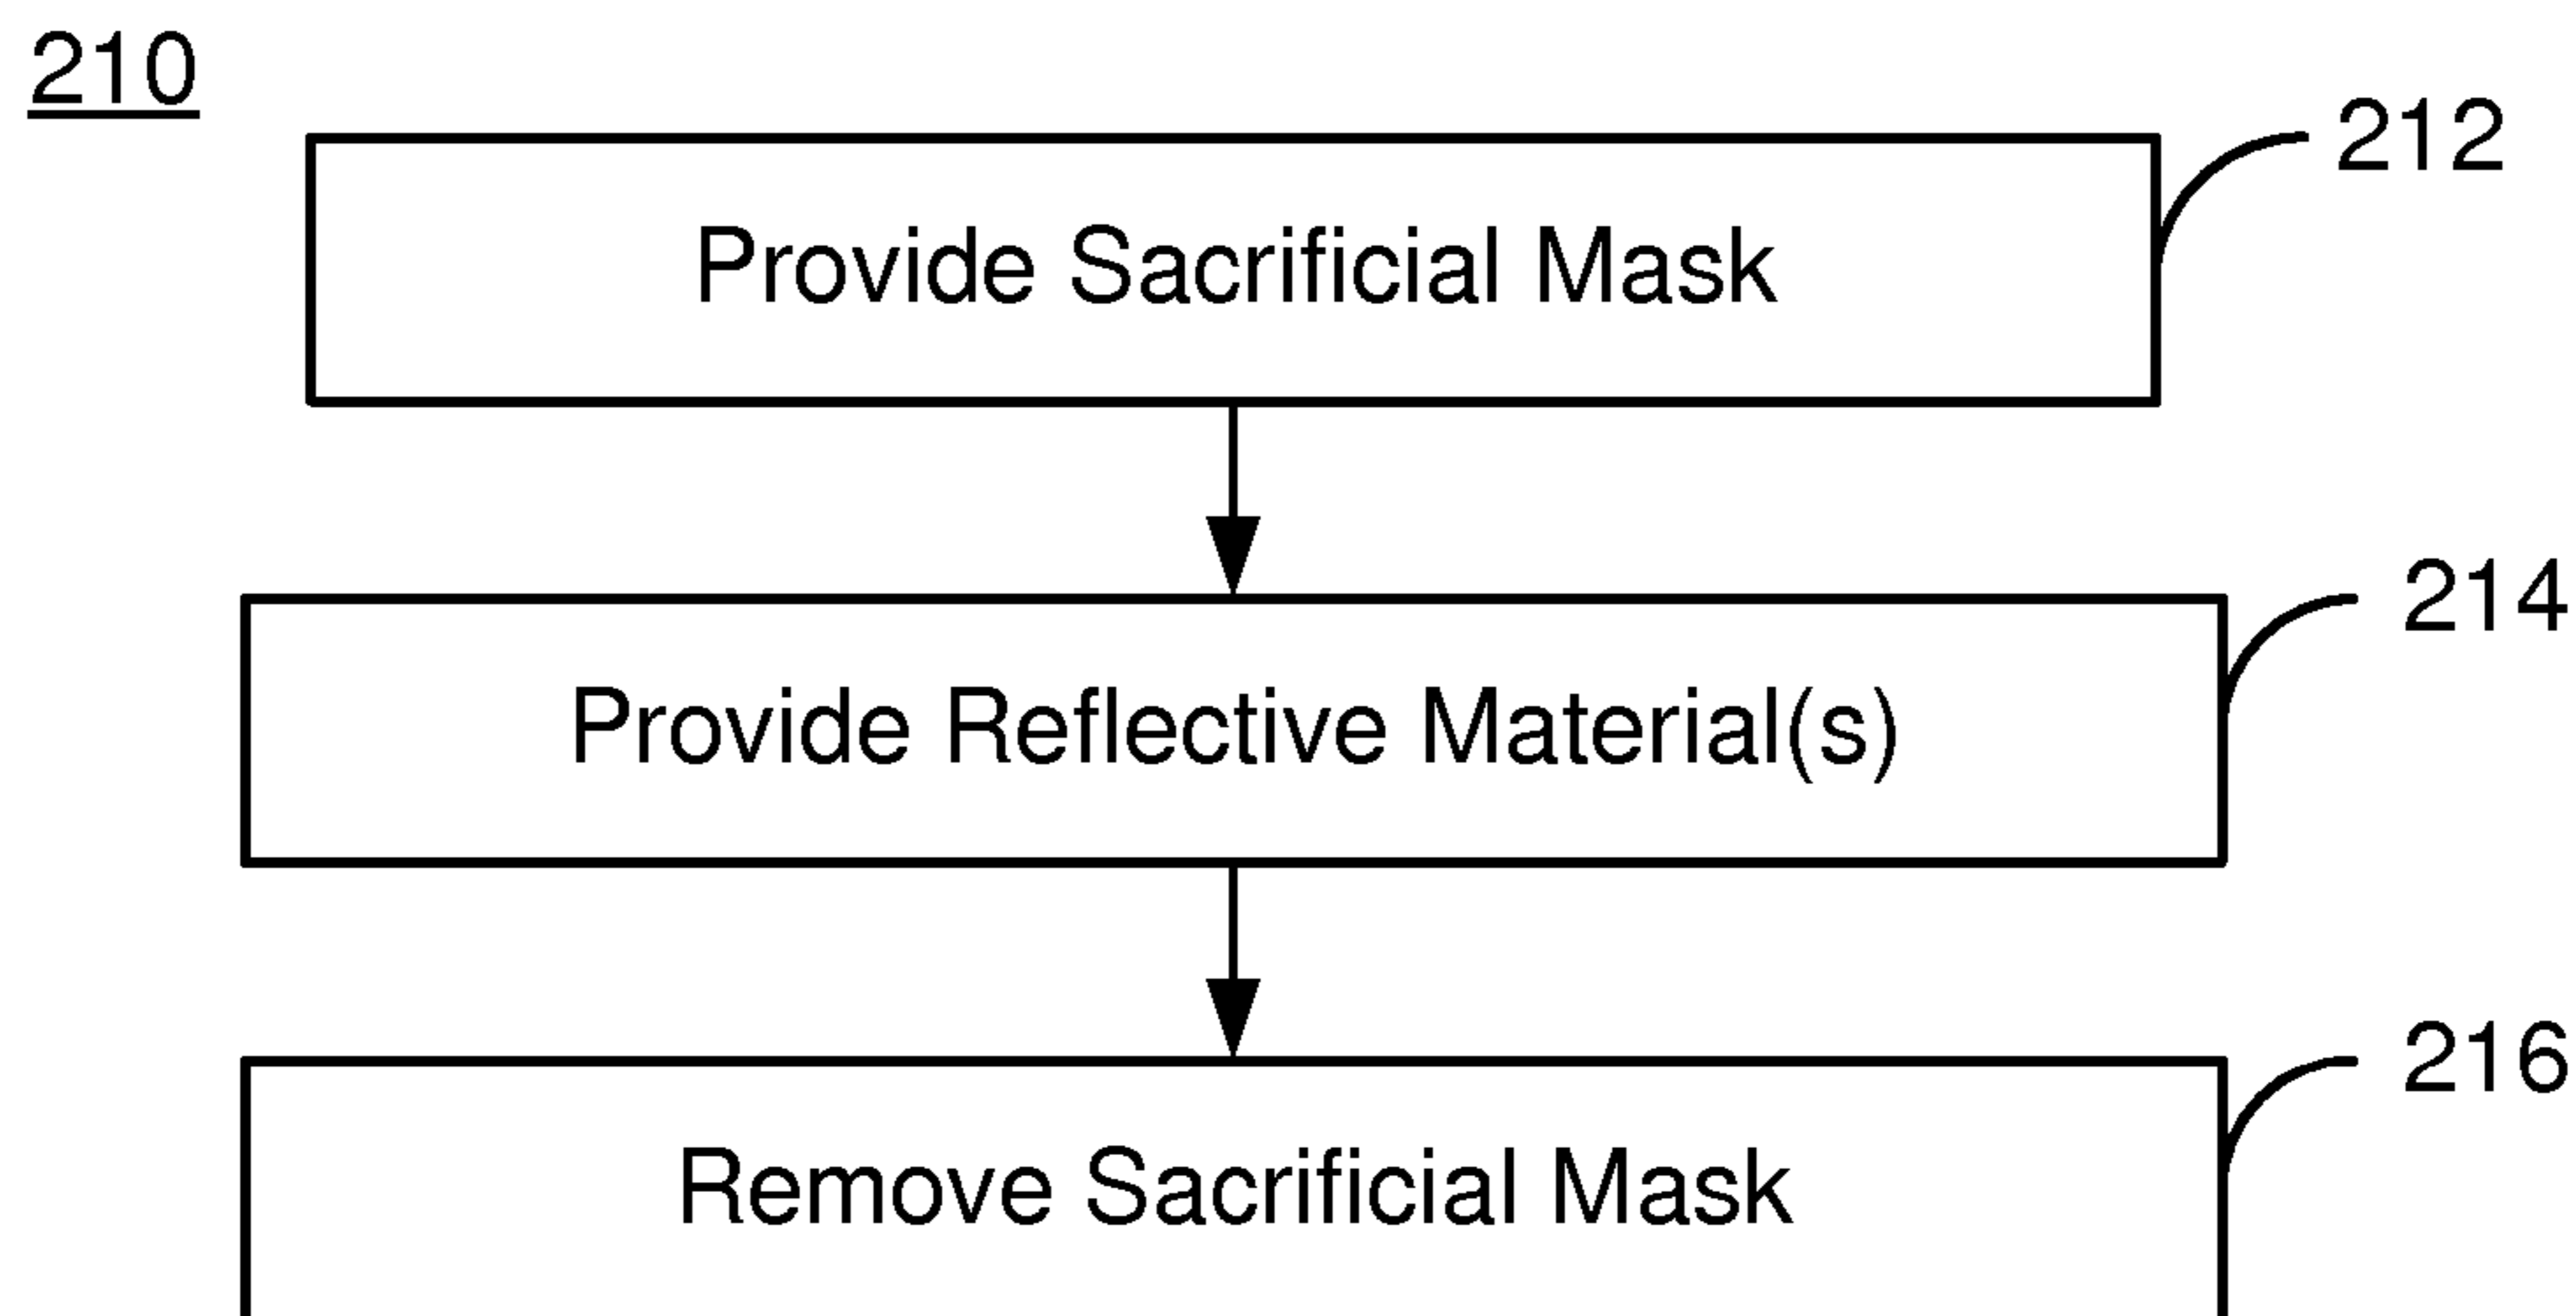 210
212
Provide Sacrificial Mask
214
Provide Reflective Material(s)
216
Remove Sacrificial Mask